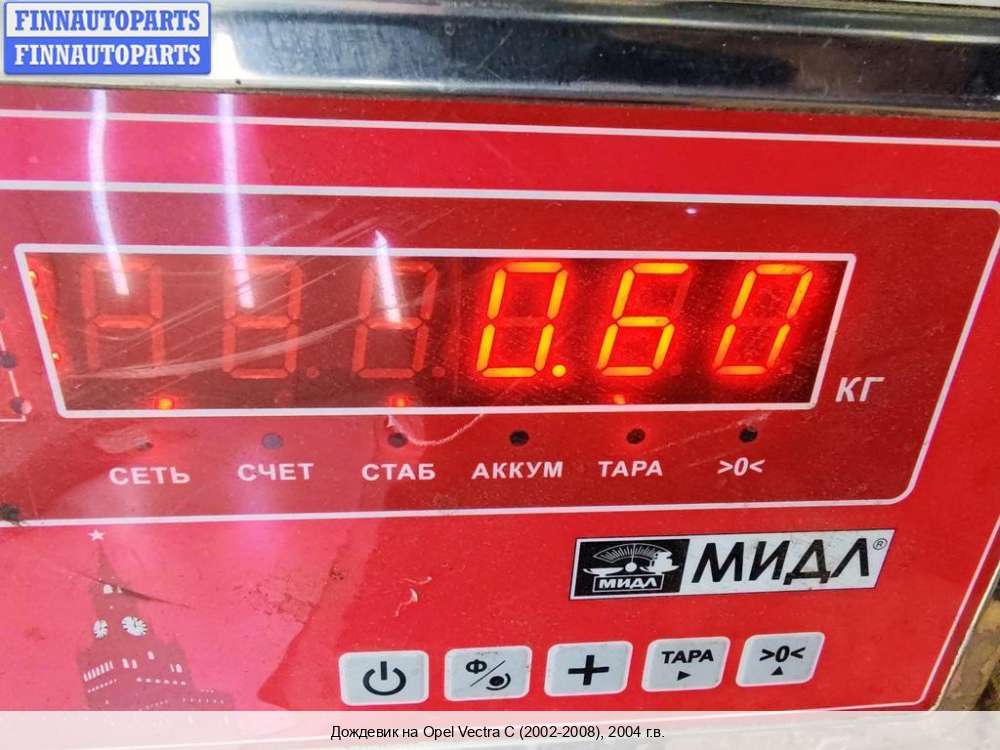 FINNAUTOPARTS
FINNAUTOPARTS
0.60
КГ
СЕТЬ СЧЕТ СТАБ АККУМ ТАРА >0<
МИДЛ МИДЛ®
Ф ТАРА >0<
Дождевик на Opel Vectra C (2002-2008), 2004 г.в.